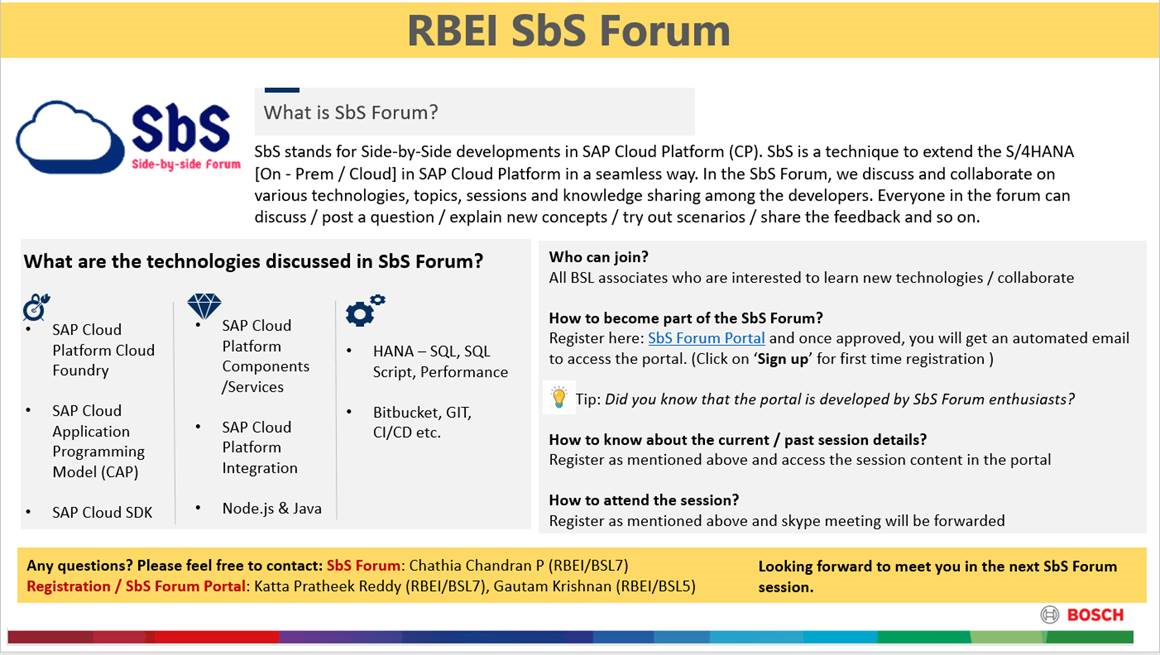 RBEI SbS Forum
SbS
Side-by-side Forum
What is SbS Forum?
SbS stands for Side-by-Side developments in SAP Cloud Platform (CP). SbS is a technique to extend the S/4HANA
[On - Prem / Cloud] in SAP Cloud Platform in a seamless way. In the SbS Forum, we discuss and collaborate on
various technologies, topics, sessions and knowledge sharing among the developers. Everyone in the forum can
discuss / post a question / explain new concepts / try out scenarios / share the feedback and so on.
What are the technologies discussed in SbS Forum?
• SAP Cloud
Platform Cloud
Foundry
• SAP Cloud
Application
Programming
Model (CAP)
• SAP Cloud SDK
• SAP Cloud
Platform
Components
/Services
• SAP Cloud
Platform
Integration
• Node.js & Java
• HANA – SQL, SQL
Script, Performance
• Bitbucket, GIT,
CI/CD etc.
Who can join?
All BSL associates who are interested to learn new technologies / collaborate
How to become part of the SbS Forum?
Register here: SbS Forum Portal and once approved, you will get an automated email
to access the portal. (Click on ‘Sign up’ for first time registration )
Tip: Did you know that the portal is developed by SbS Forum enthusiasts?
How to know about the current / past session details?
Register as mentioned above and access the session content in the portal
How to attend the session?
Register as mentioned above and skype meeting will be forwarded
Any questions? Please feel free to contact: SbS Forum: Chathia Chandran P (RBEI/BSL7)
Registration / SbS Forum Portal: Katta Pratheek Reddy (RBEI/BSL7), Gautam Krishnan (RBEI/BSL5)
Looking forward to meet you in the next SbS Forum
session.
BOSCH